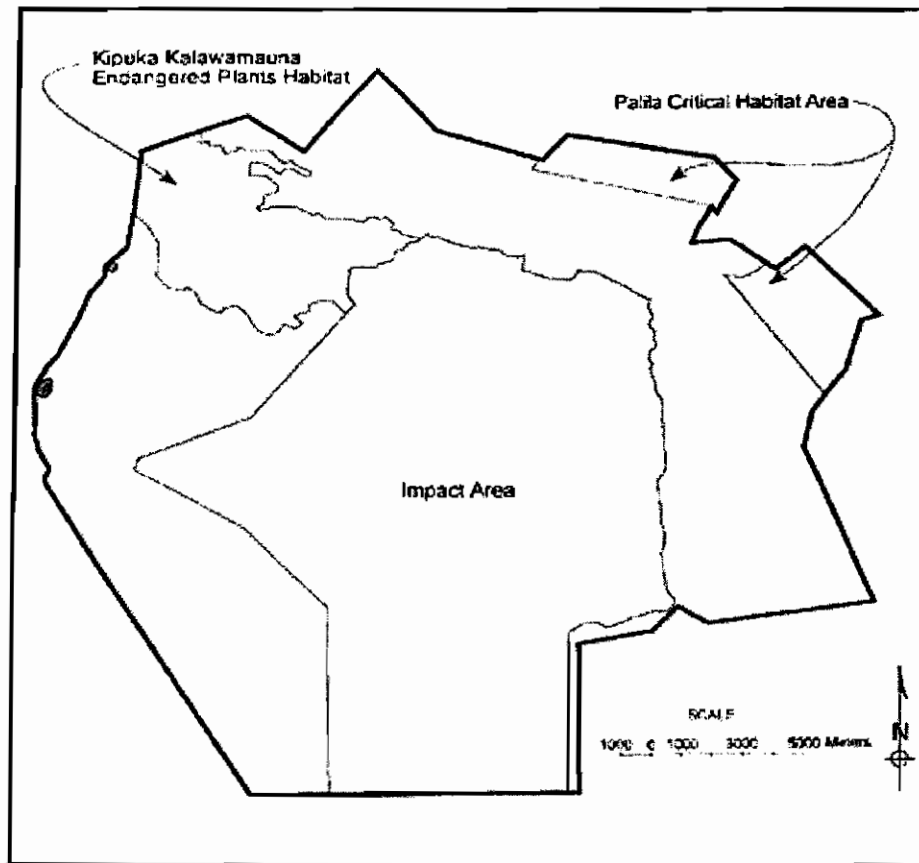 Kipuka Kalawamauna
Endangered Plants Habitat
Palila Critical Habitat Area
Impact Area
SCALE
1000 0 1000 3000 5000 Meters
N